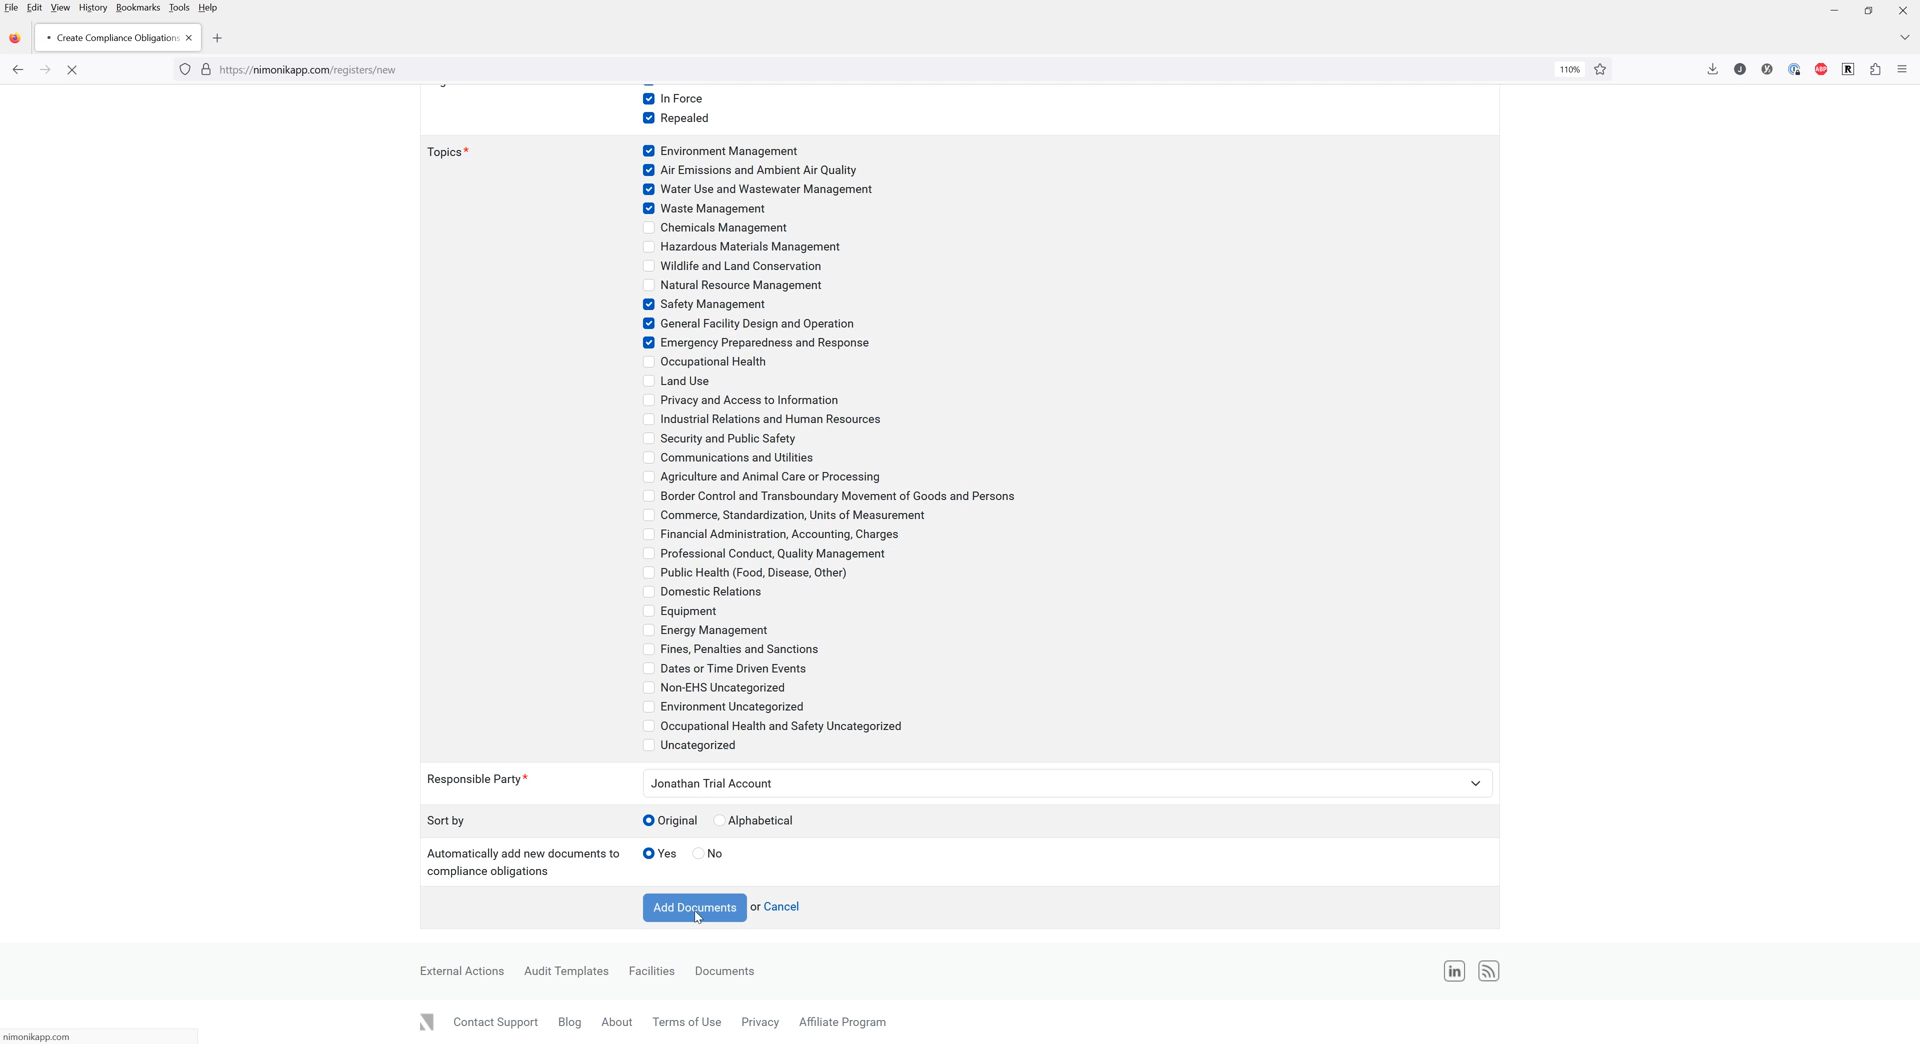 File Edit View History Bookmarks Tools Help
Create Compliance Obligations
https://nimonikapp.com/registers/new
110%
In Force
Repealed
Topics*
Environment Management
Air Emissions and Ambient Air Quality
Water Use and Wastewater Management
Waste Management
Chemicals Management
Hazardous Materials Management
Wildlife and Land Conservation
Natural Resource Management
Safety Management
General Facility Design and Operation
Emergency Preparedness and Response
Occupational Health
Land Use
Privacy and Access to Information
Industrial Relations and Human Resources
Security and Public Safety
Communications and Utilities
Agriculture and Animal Care or Processing
Border Control and Transboundary Movement of Goods and Persons
Commerce, Standardization, Units of Measurement
Financial Administration, Accounting, Charges
Professional Conduct, Quality Management
Public Health (Food, Disease, Other)
Domestic Relations
Equipment
Energy Management
Fines, Penalties and Sanctions
Dates or Time Driven Events
Non-EHS Uncategorized
Environment Uncategorized
Occupational Health and Safety Uncategorized
Uncategorized
Responsible Party*
Jonathan Trial Account
Sort by
Original Alphabetical
Automatically add new documents to
compliance obligations
Yes No
Add Documents or Cancel
External Actions Audit Templates Facilities Documents
in
Contact Support Blog About Terms of Use Privacy Affiliate Program
nimonikapp.com